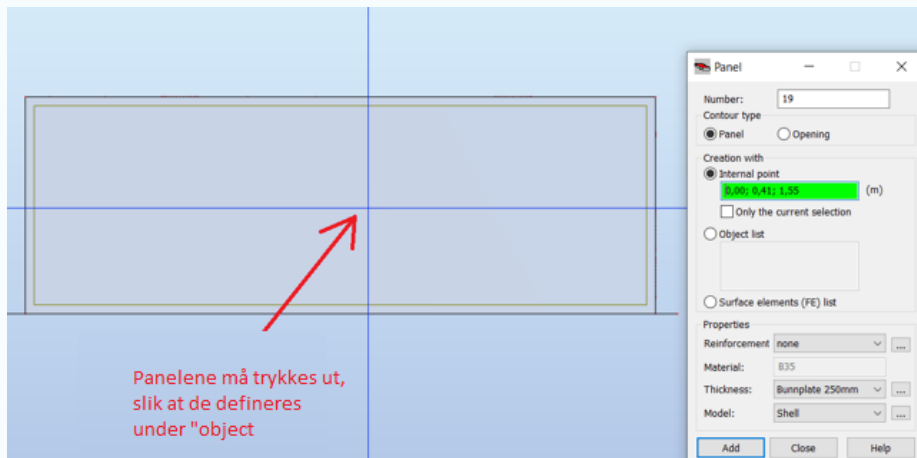 Panel
Number: 19
Contour type
Panel Opening
Creation with
Internal point
0,00; 0,41; 1,55 (m)
Only the current selection
Object list
Surface elements (FE) list
Properties
Reinforcement none ...
Material: B35
Thickness: Bunnplate 250mm ...
Model: Shell ...
Add Close Help
Panelene må trykkes ut,
slik at de defineres
under "object